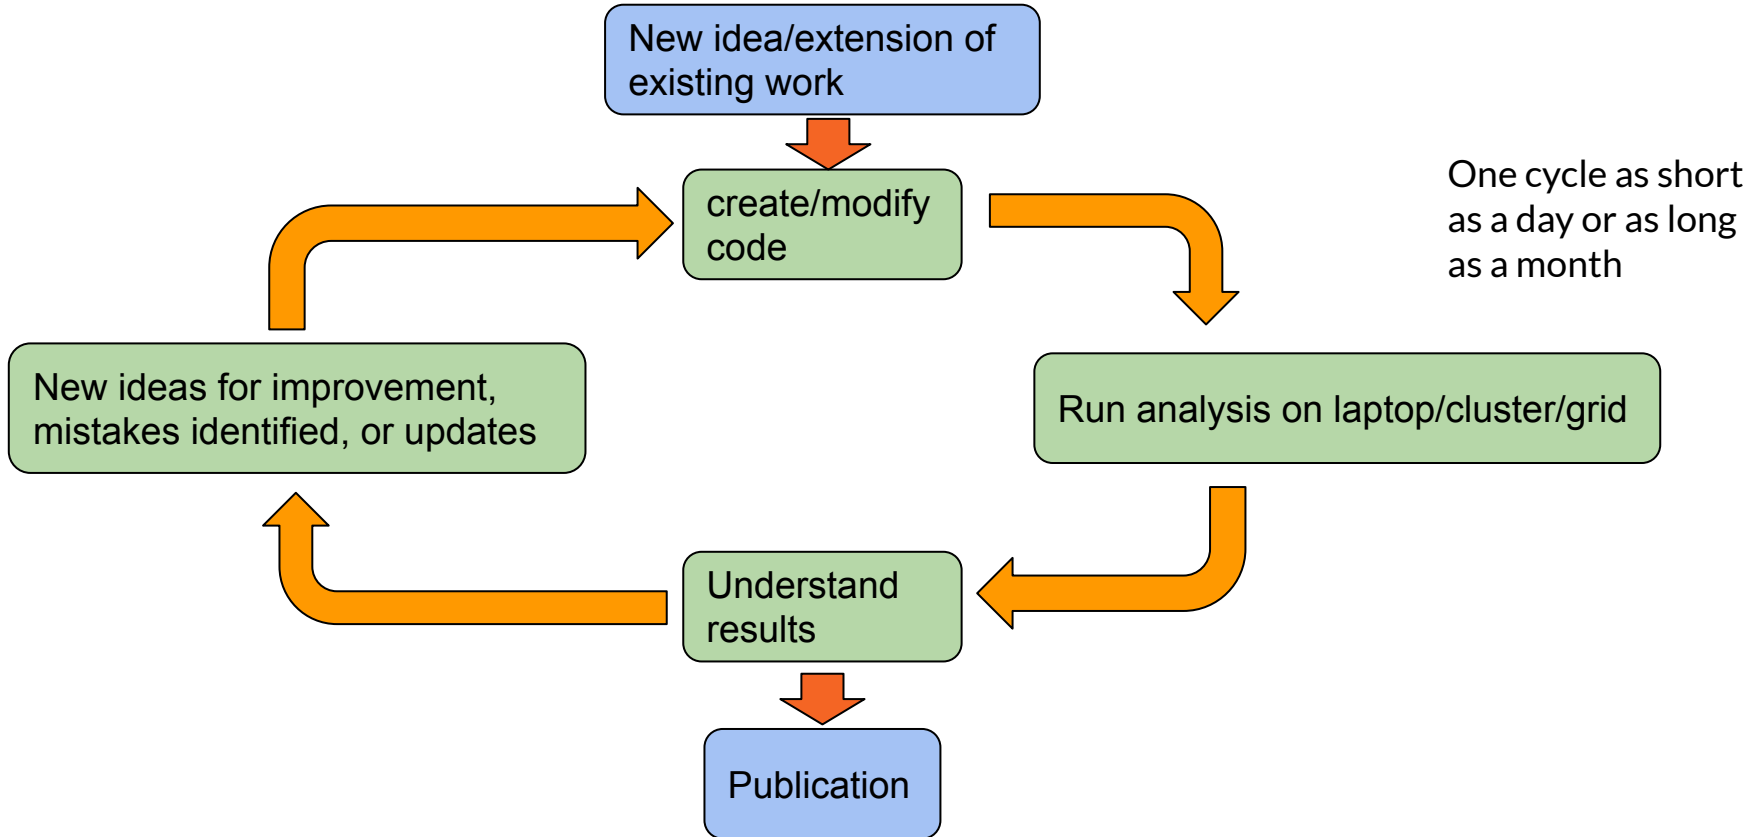 New idea/extension of
existing work
create/modify
code
One cycle as short
as a day or as long
as a month
New ideas for improvement,
mistakes identified, or updates
Run analysis on laptop/cluster/grid
Understand
results
Publication